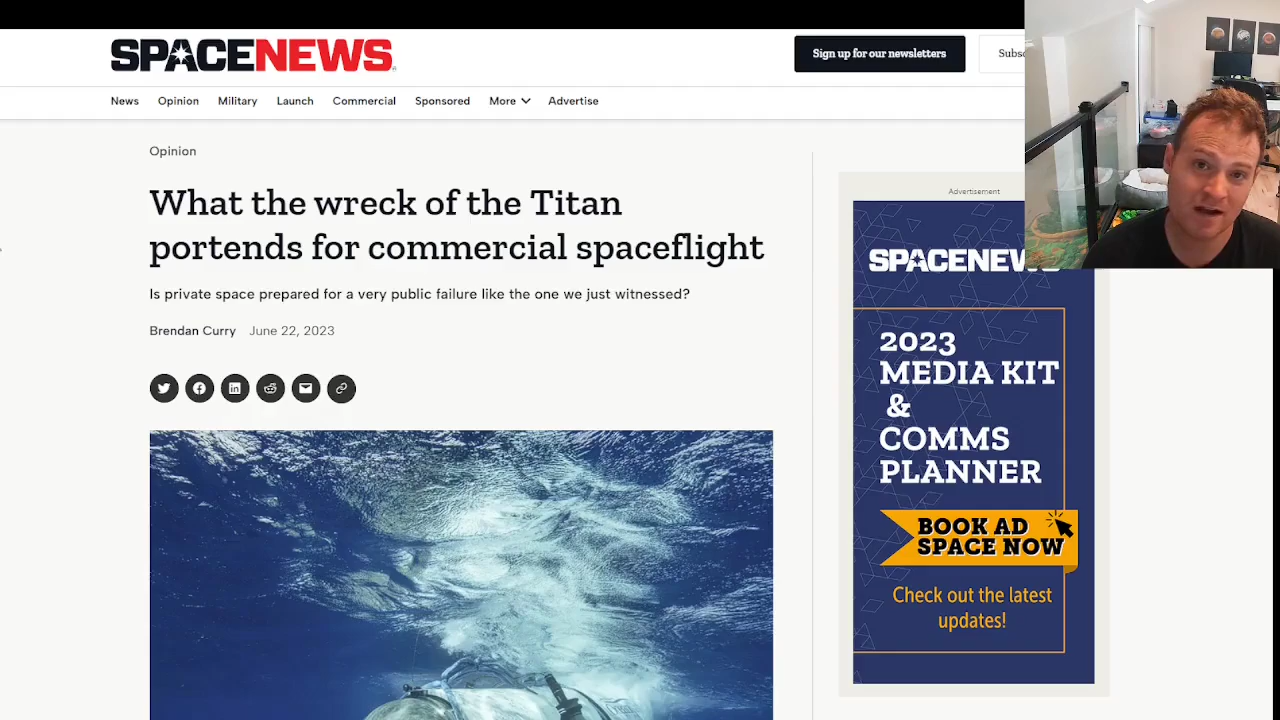 SPACENEWS
Sign up for our newsletters
News Opinion Military Launch Commercial Sponsored More Advertise
Opinion
What the wreck of the Titan
portends for commercial spaceflight
Is private space prepared for a very public failure like the one we just witnessed?
Brendan Curry June 22, 2023
Advertisement
SPACENEWS
2023
MEDIA KIT
&
COMMS
PLANNER
BOOK AD
SPACE NOW
Check out the latest
updates!